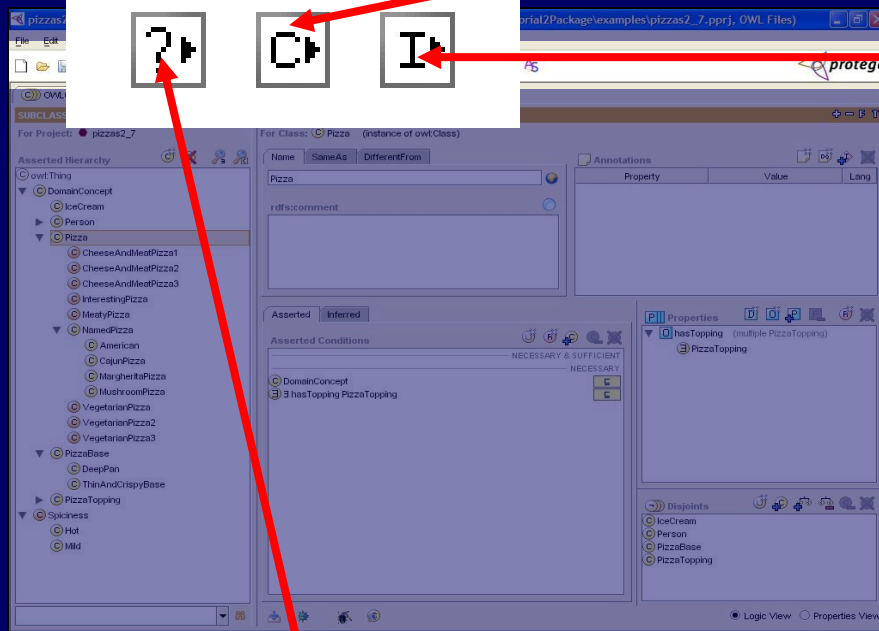 pizzas2
orial2Package\examples\pizzas2_7.pprj, OWL Files)
File Edit
? C I
protégé
OWL
SUBCLASS
For Project: pizzas2_7
For Class: Pizza (instance of owl:Class)
Asserted Hierarchy
owl:Thing
DomainConcept
IceCream
Person
Pizza
CheeseAndMeatPizza1
CheeseAndMeatPizza2
CheeseAndMeatPizza3
InterestingPizza
MeatyPizza
NamedPizza
American
CajunPizza
MargheritaPizza
MushroomPizza
VegetarianPizza
VegetarianPizza2
VegetarianPizza3
PizzaBase
DeepPan
ThinAndCrispyBase
PizzaTopping
Spiciness
Hot
Mild
Name SameAs DifferentFrom
Pizza
rdfs:comment
Annotations
Property Value Lang
Asserted Inferred
Asserted Conditions
NECESSARY & SUFFICIENT
NECESSARY
DomainConcept
∃ hasTopping PizzaTopping
Properties
hasTopping (multiple PizzaTopping)
PizzaTopping
Disjoints
IceCream
Person
PizzaBase
PizzaTopping
Logic View Properties View